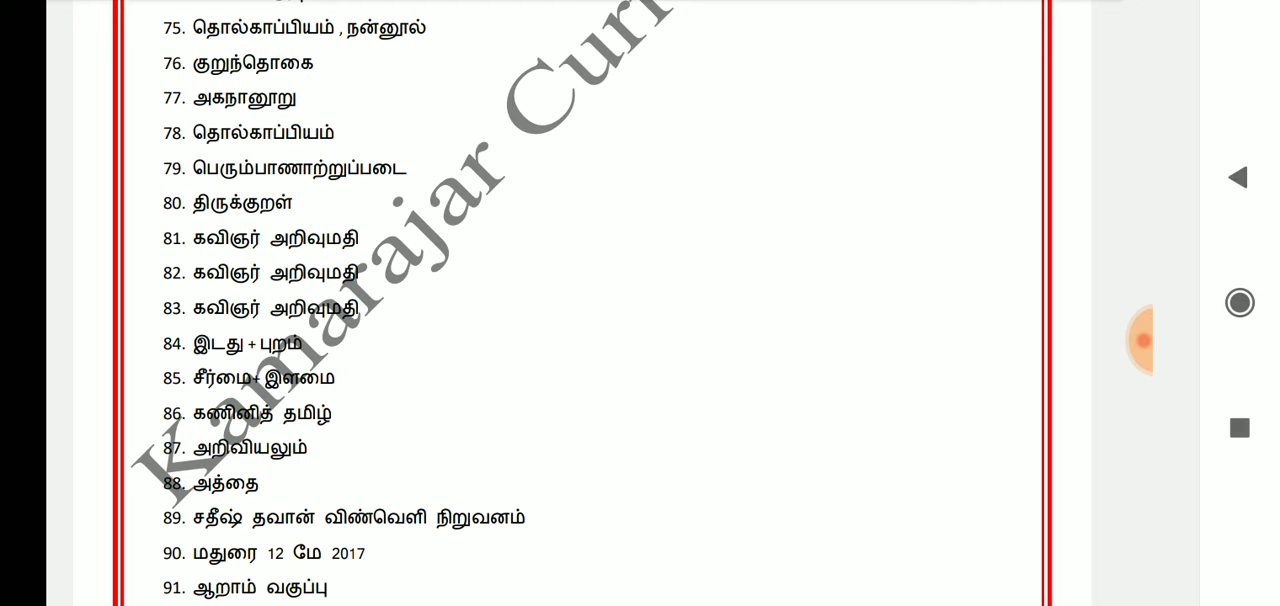 75. தொல்காப்பியம் , நன்னூல்
76. குறுந்தொகை
77. அகநானூறு
78. தொல்காப்பியம்
79. பெரும்பாணாற்றுப்படை
80. திருக்குறள்
81. கவிஞர் அறிவுமதி
82. கவிஞர் அறிவுமதி
83. கவிஞர் அறிவுமதி
84. இடது + புறம்
85. சீர்மை+ இளமை
86. கணினித் தமிழ்
87. அறிவியலும்
88. அத்தை
89. சதீஷ் தவான் விண்வெளி நிறுவனம்
90. மதுரை 12 மே 2017
91. ஆறாம் வகுப்பு
Kamarajar